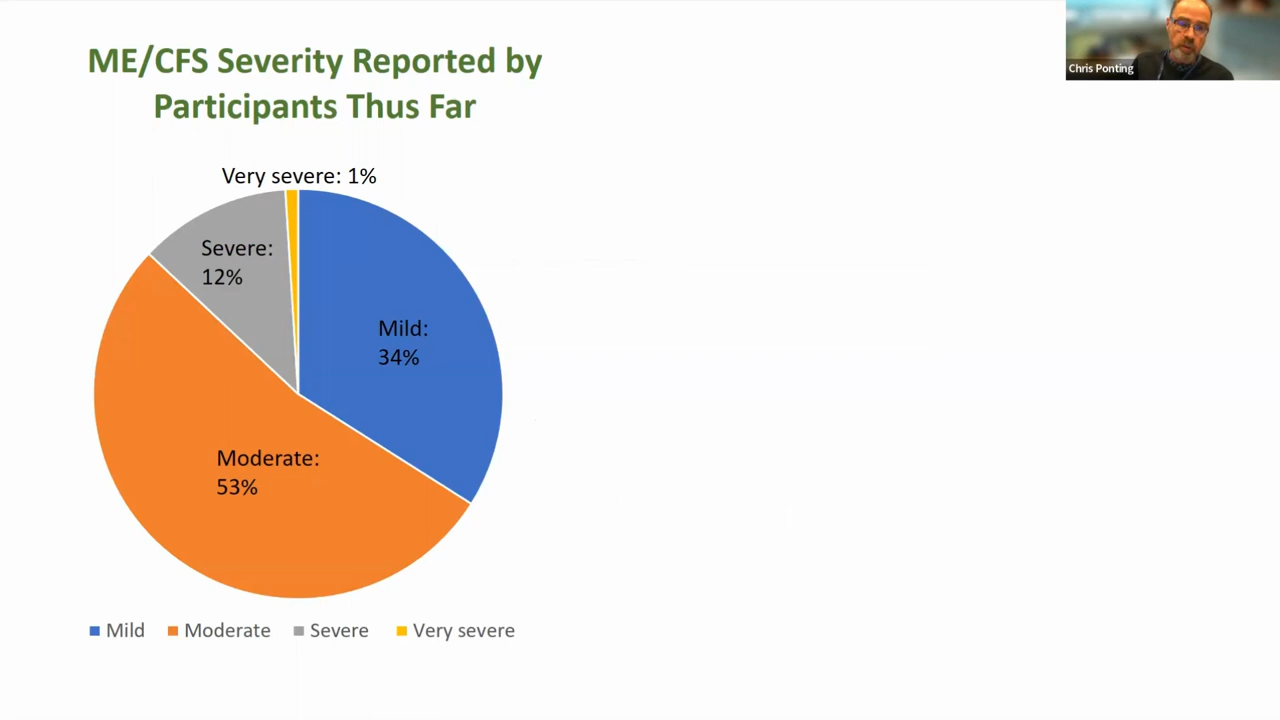 ME/CFS Severity Reported by
Participants Thus Far
Chris Ponting
Very severe: 1%
Severe:
12%
Mild:
34%
Moderate:
53%
Mild
Moderate
Severe
Very severe